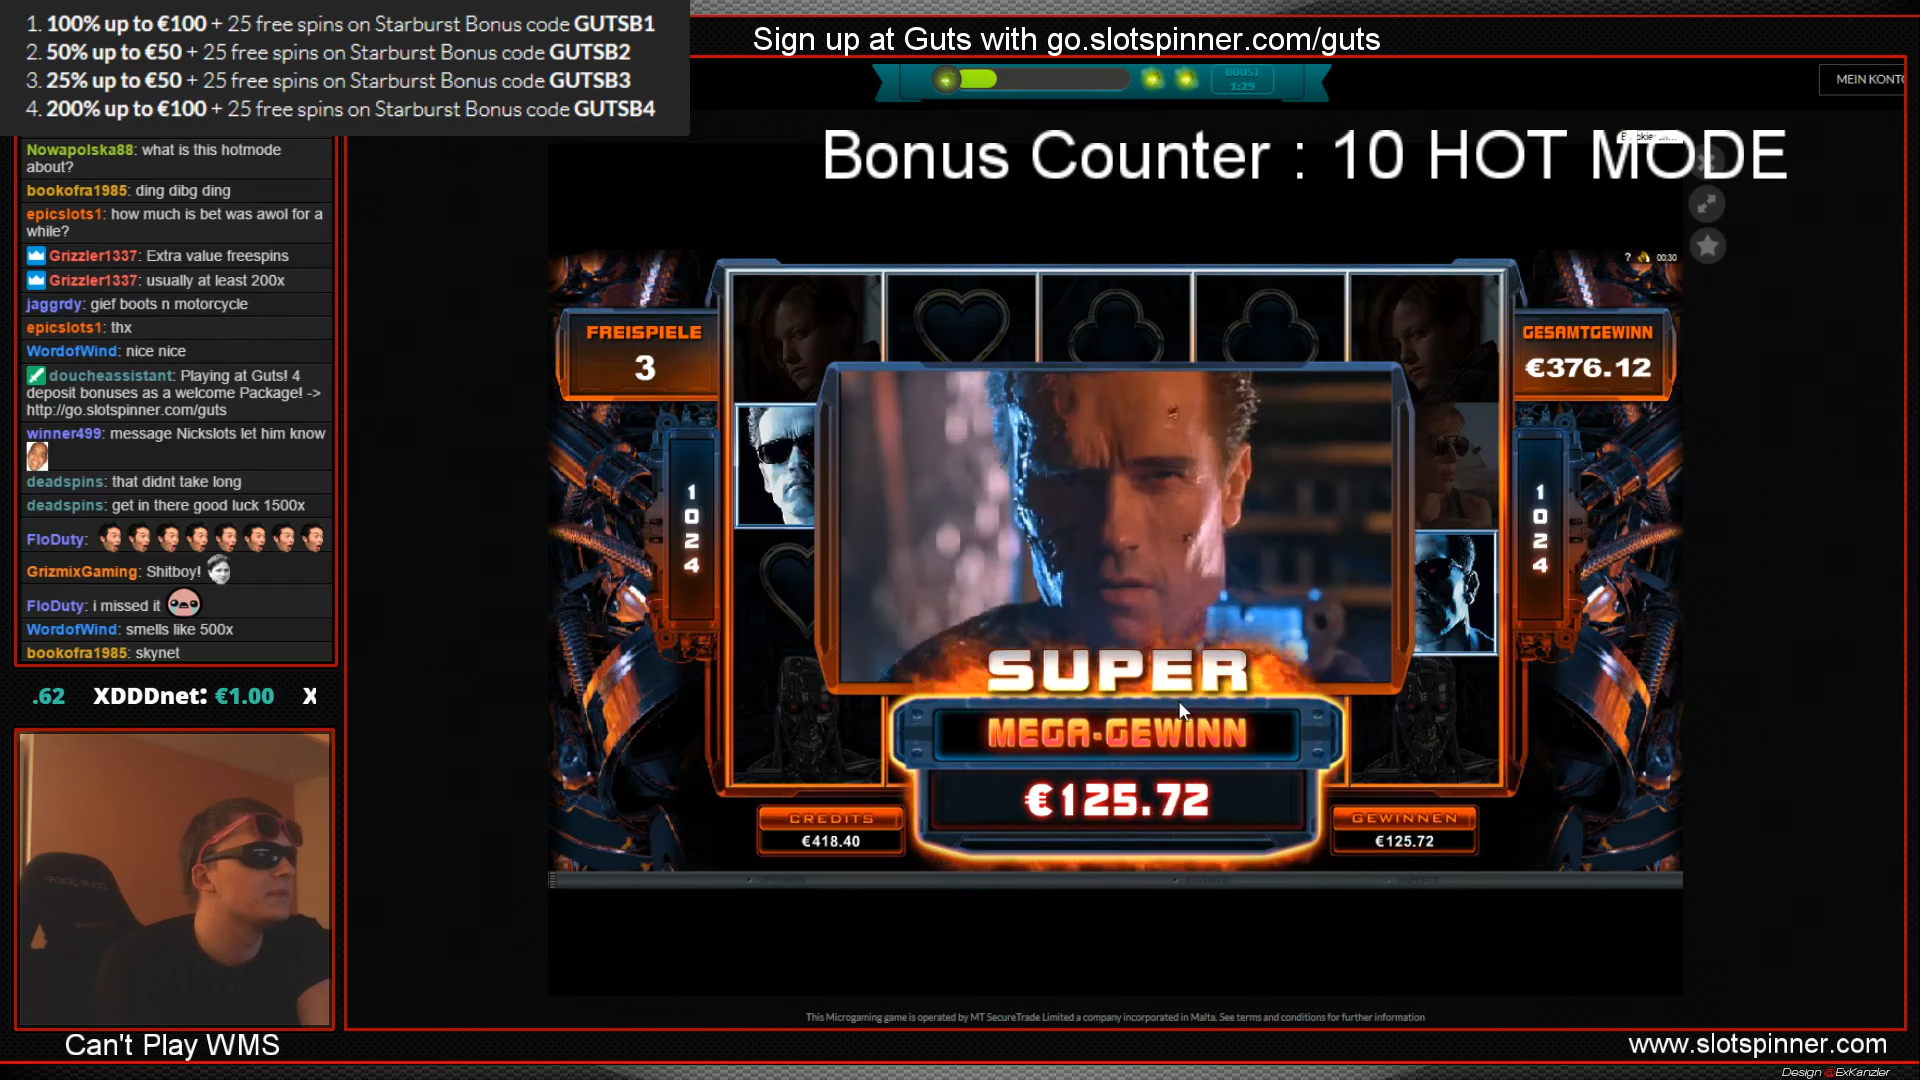 1. 100% up to €100 + 25 free spins on Starburst Bonus code GUTSB1
2. 50% up to €50 + 25 free spins on Starburst Bonus code GUTSB2
3. 25% up to €50 + 25 free spins on Starburst Bonus code GUTSB3
4. 200% up to €100 + 25 free spins on Starburst Bonus code GUTSB4
Sign up at Guts with go.slotspinner.com/guts
BOOST
1:29
MEIN KONTO
Bonus Counter : 10 HOT MODE
Nowapolska88: what is this hotmode
about?
bookofra1985: ding dibg ding
epicslots1: how much is bet was awol for a
while?
Grizzler1337: Extra value freespins
Grizzler1337: usually at least 200x
jaggrdy: gief boots n motorcycle
epicslots1: thx
WordofWind: nice nice
doucheassistant: Playing at Guts! 4
deposit bonuses as a welcome Package! ->
http://go.slotspinner.com/guts
winner499: message Nickslots let him know
deadspins: that didnt take long
deadspins: get in there good luck 1500x
FloDuty:
GrizmixGaming: Shitboy!
FloDuty: i missed it
WordofWind: smells like 500x
bookofra1985: skynet
.62 XDDDnet: €1.00 X
? 00:30
FREISPIELE
3
GESAMTGEWINN
€376.12
1024
1024
SUPER
MEGA-GEWINN
€125.72
CREDITS
€418.40
GEWINNEN
€125.72
This Microgaming game is operated by MT SecureTrade Limited a company incorporated in Malta. See terms and conditions for further information
Can't Play WMS
www.slotspinner.com
Design @ExKanzler